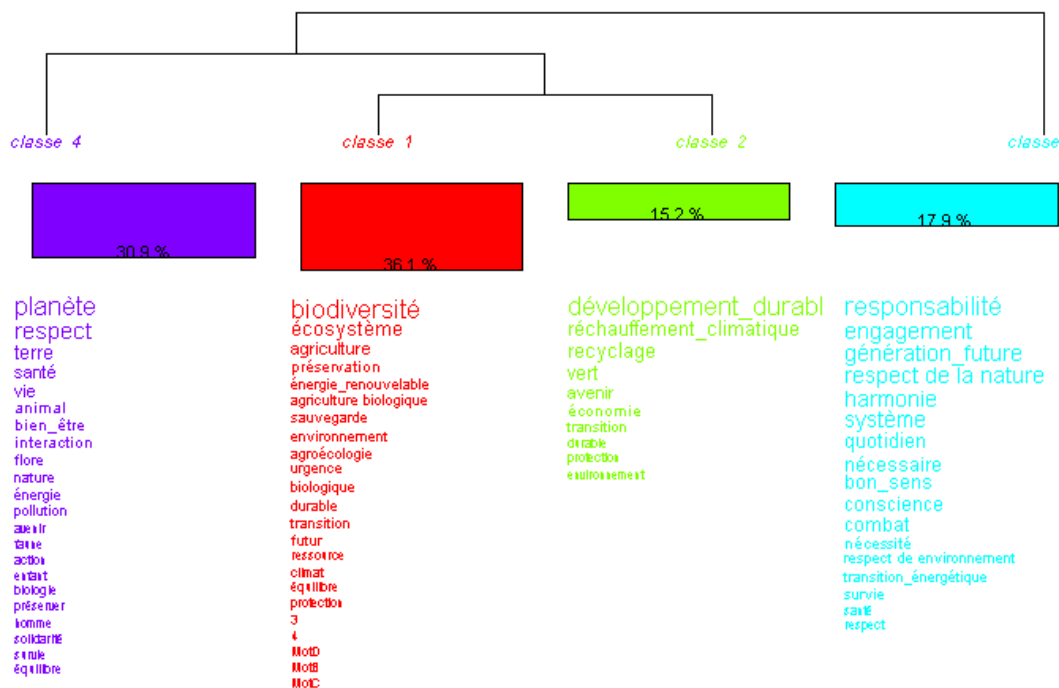 classe 4
classe 1
classe 2
classe
30.9 %
36.1 %
15.2 %
17.9 %
planète
respect
terre
santé
vie
animal
bien_être
interaction
flore
nature
énergie
pollution
avenir
faune
action
enfant
biologie
préserver
homme
solidarité
survie
équilibre
biodiversité
écosystème
agriculture
préservation
énergie_renouvelable
agriculture biologique
sauvegarde
environnement
agroécologie
urgence
biologique
durable
transition
futur
ressource
climat
équilibre
protection
3
4
MotD
MotB
MotC
développement_durabl
réchauffement_climatique
recyclage
vert
avenir
économie
transition
durable
protection
environnement
responsabilité
engagement
génération_future
respect de la nature
harmonie
système
quotidien
nécessaire
bon_sens
conscience
combat
nécessité
respect de environnement
transition_énergétique
survie
santé
respect